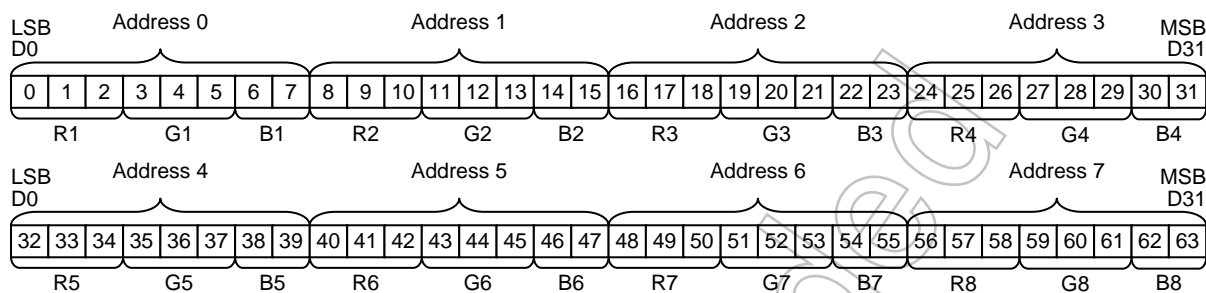 LSB Address 0 Address 1 Address 2 Address 3 MSB
D0 D31
0 1 2 3 4 5 6 7 8 9 10 11 12 13 14 15 16 17 18 19 20 21 22 23 24 25 26 27 28 29 30 31
R1 G1 B1 R2 G2 B2 R3 G3 B3 R4 G4 B4
LSB Address 4 Address 5 Address 6 Address 7 MSB
D0 D31
32 33 34 35 36 37 38 39 40 41 42 43 44 45 46 47 48 49 50 51 52 53 54 55 56 57 58 59 60 61 62 63
R5 G5 B5 R6 G6 B6 R7 G7 B7 R8 G8 B8